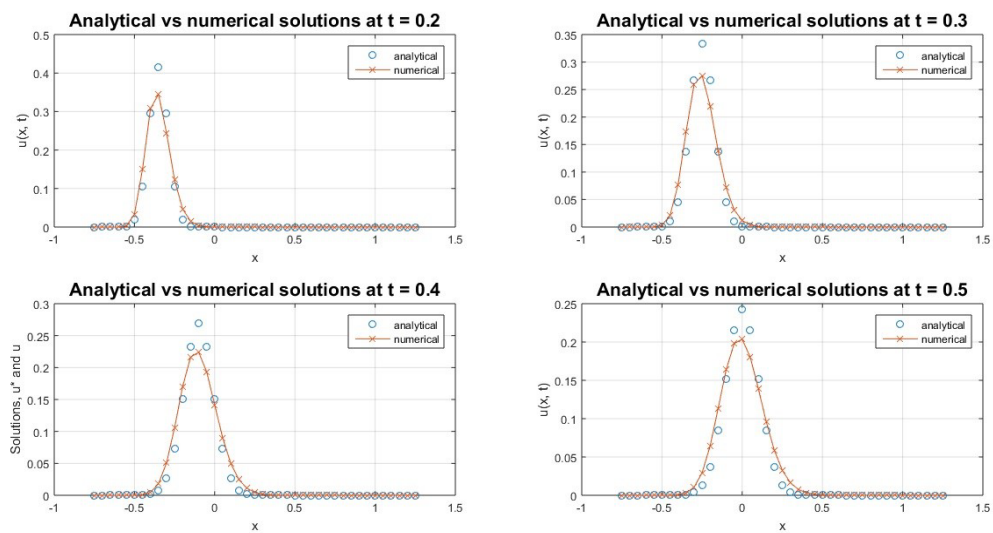 Analytical vs numerical solutions at t = 0.2
0.5
0.4
0.3
0.2
0.1
0
u(x, t)
analytical
numerical
-1 -0.5 0 0.5 1 1.5
x
Analytical vs numerical solutions at t = 0.3
0.35
0.3
0.25
0.2
0.15
0.1
0.05
0
u(x, t)
analytical
numerical
-1 -0.5 0 0.5 1 1.5
x
Analytical vs numerical solutions at t = 0.4
0.3
0.25
0.2
0.15
0.1
0.05
0
Solutions, u* and u
analytical
numerical
-1 -0.5 0 0.5 1 1.5
x
Analytical vs numerical solutions at t = 0.5
0.25
0.2
0.15
0.1
0.05
0
u(x, t)
analytical
numerical
-1 -0.5 0 0.5 1 1.5
x